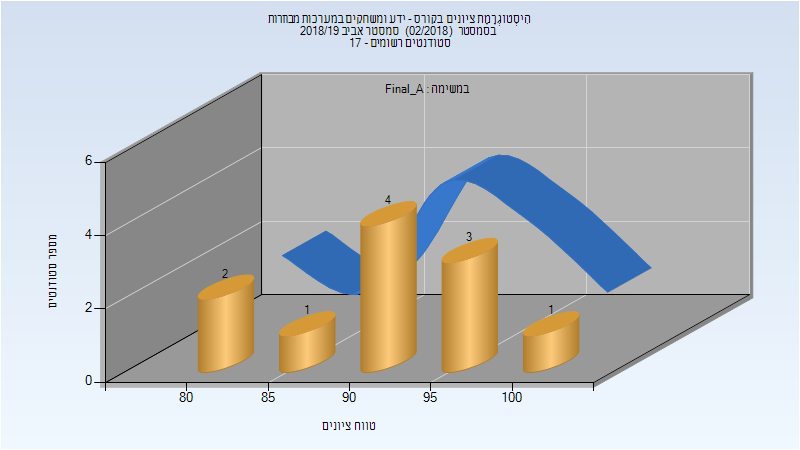 היסטוגרמת ציונים בקורס - ידע ומשחקים במערכות מבוזרות
בסמסטר (02/2018) סמסטר אביב 2018/19
סטודנטים רשומים - 17
במשימה : Final_A
מספר סטודנטים
6
4
2
0
2
1
4
3
1
80 85 90 95 100
טווח ציונים